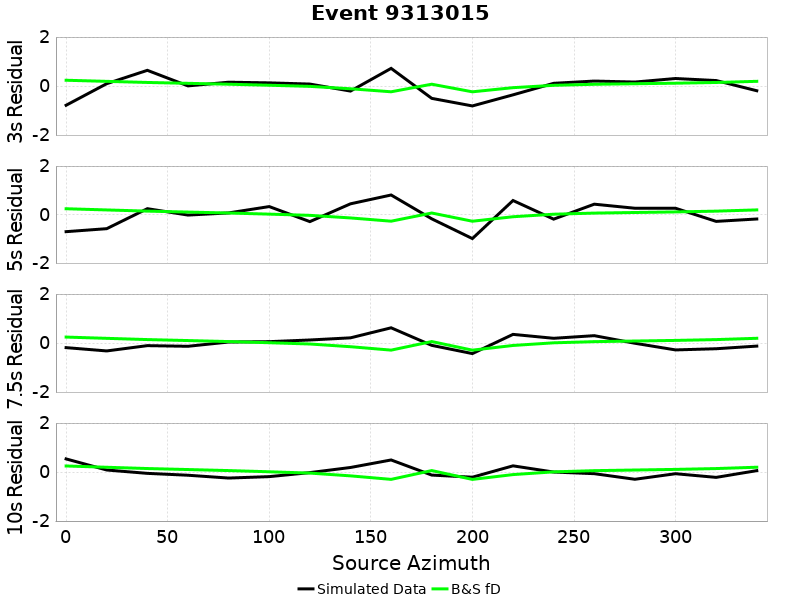 Event 9313015
3s Residual
2
0
-2
5s Residual
2
0
-2
7.5s Residual
2
0
-2
10s Residual
2
0
-2
0 50 100 150 200 250 300
Source Azimuth
Simulated Data B&S fD